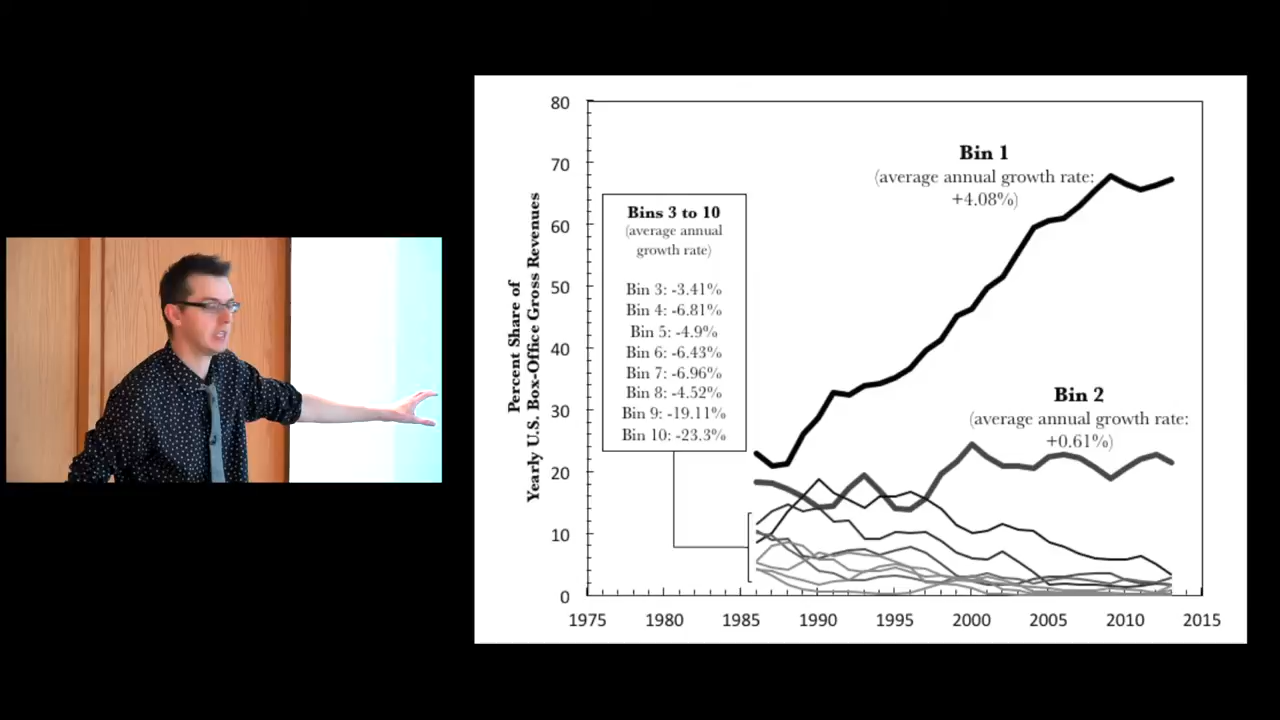 80
70
60
50
40
30
20
10
0
1975
1980
1985
1990
1995
2000
2005
2010
2015
Percent Share of
Yearly U.S. Box-Office Gross Revenues
Bins 3 to 10
(average annual
growth rate)
Bin 3: -3.41%
Bin 4: -6.81%
Bin 5: -4.9%
Bin 6: -6.43%
Bin 7: -6.96%
Bin 8: -4.52%
Bin 9: -19.11%
Bin 10: -23.3%
Bin 1
(average annual growth rate:
+4.08%)
Bin 2
(average annual growth rate:
+0.61%)